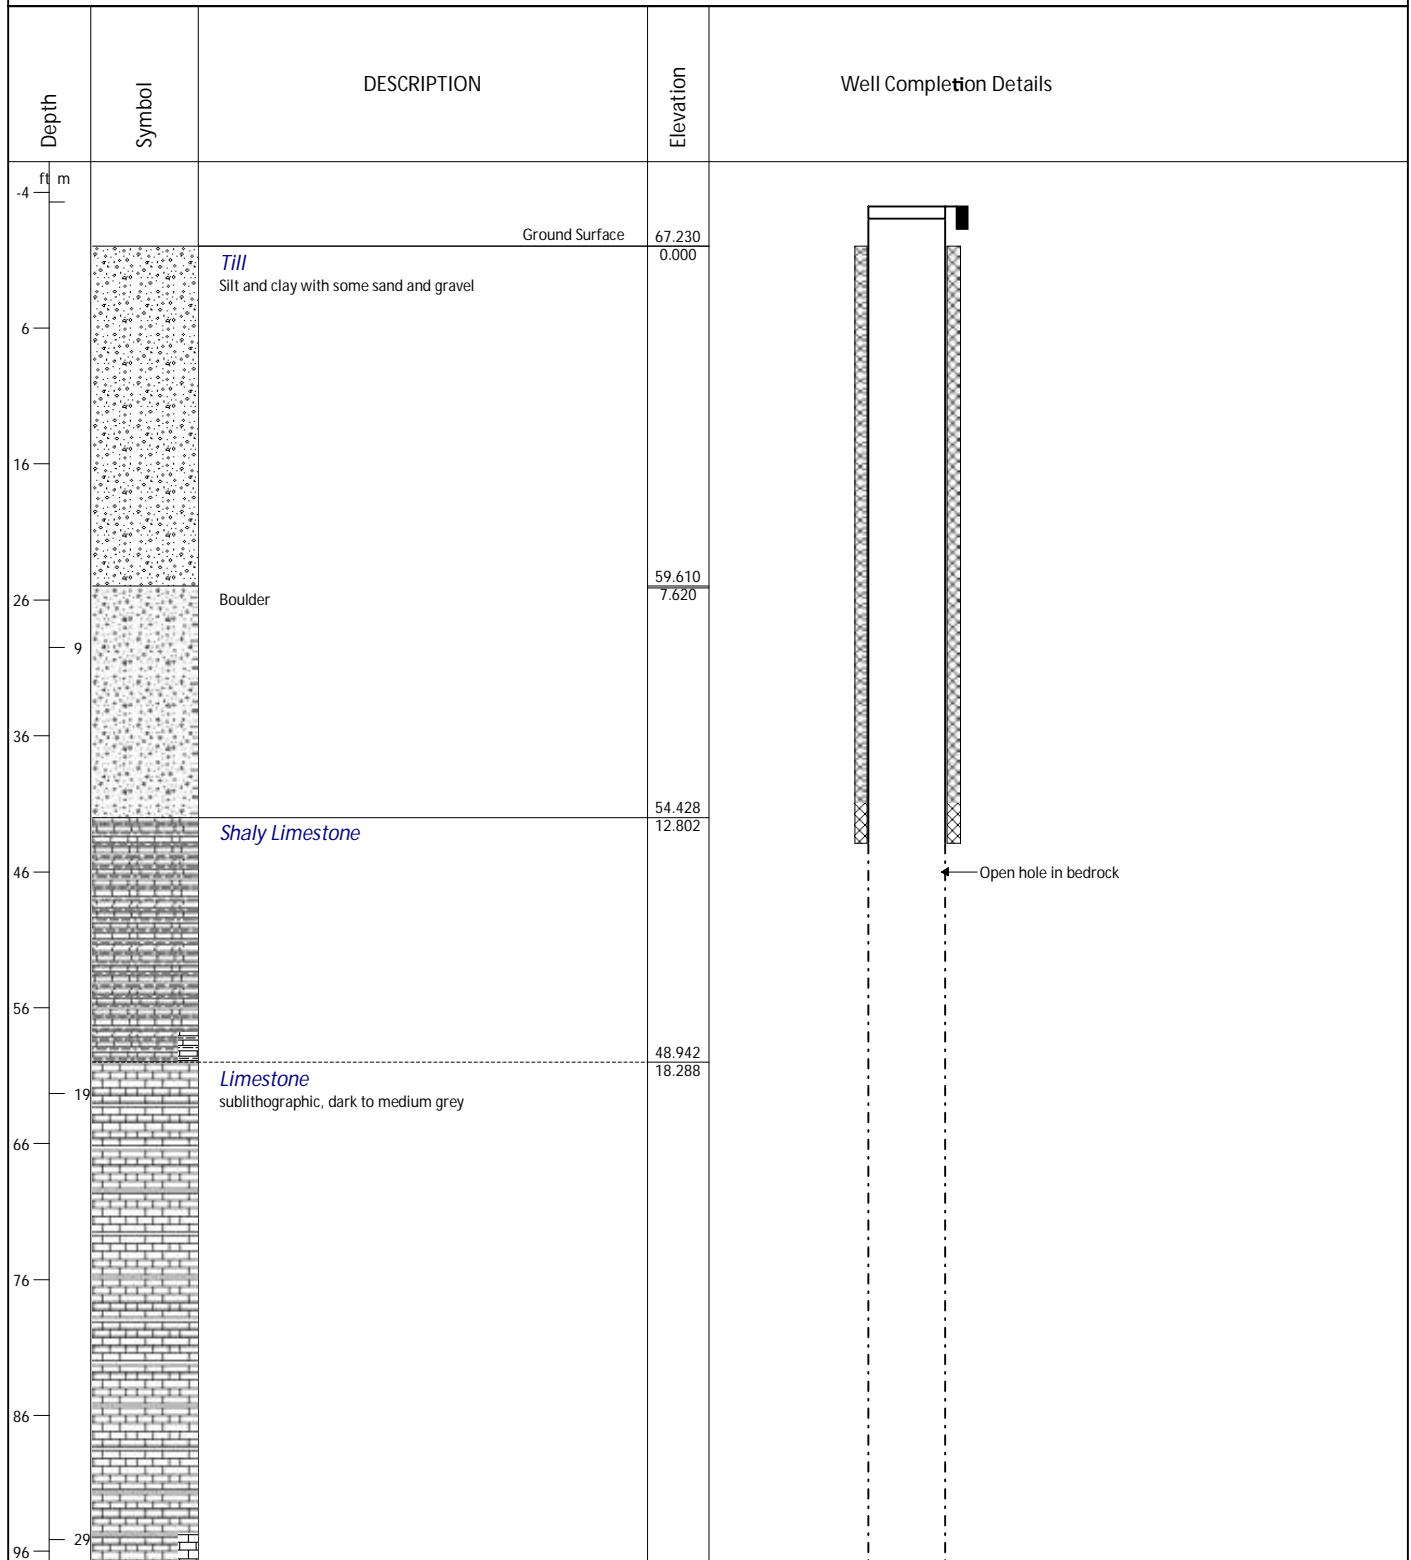 Depth
Symbol
DESCRIPTION
Elevation
Well Completion Details
ft m
-4
Ground Surface 67.230
0.000
Till
Silt and clay with some sand and gravel
6
16
59.610
7.620
26
Boulder
9
36
54.428
12.802
Shaly Limestone
46
Open hole in bedrock
56
48.942
18.288
Limestone
19
sublithographic, dark to medium grey
66
76
86
29
96